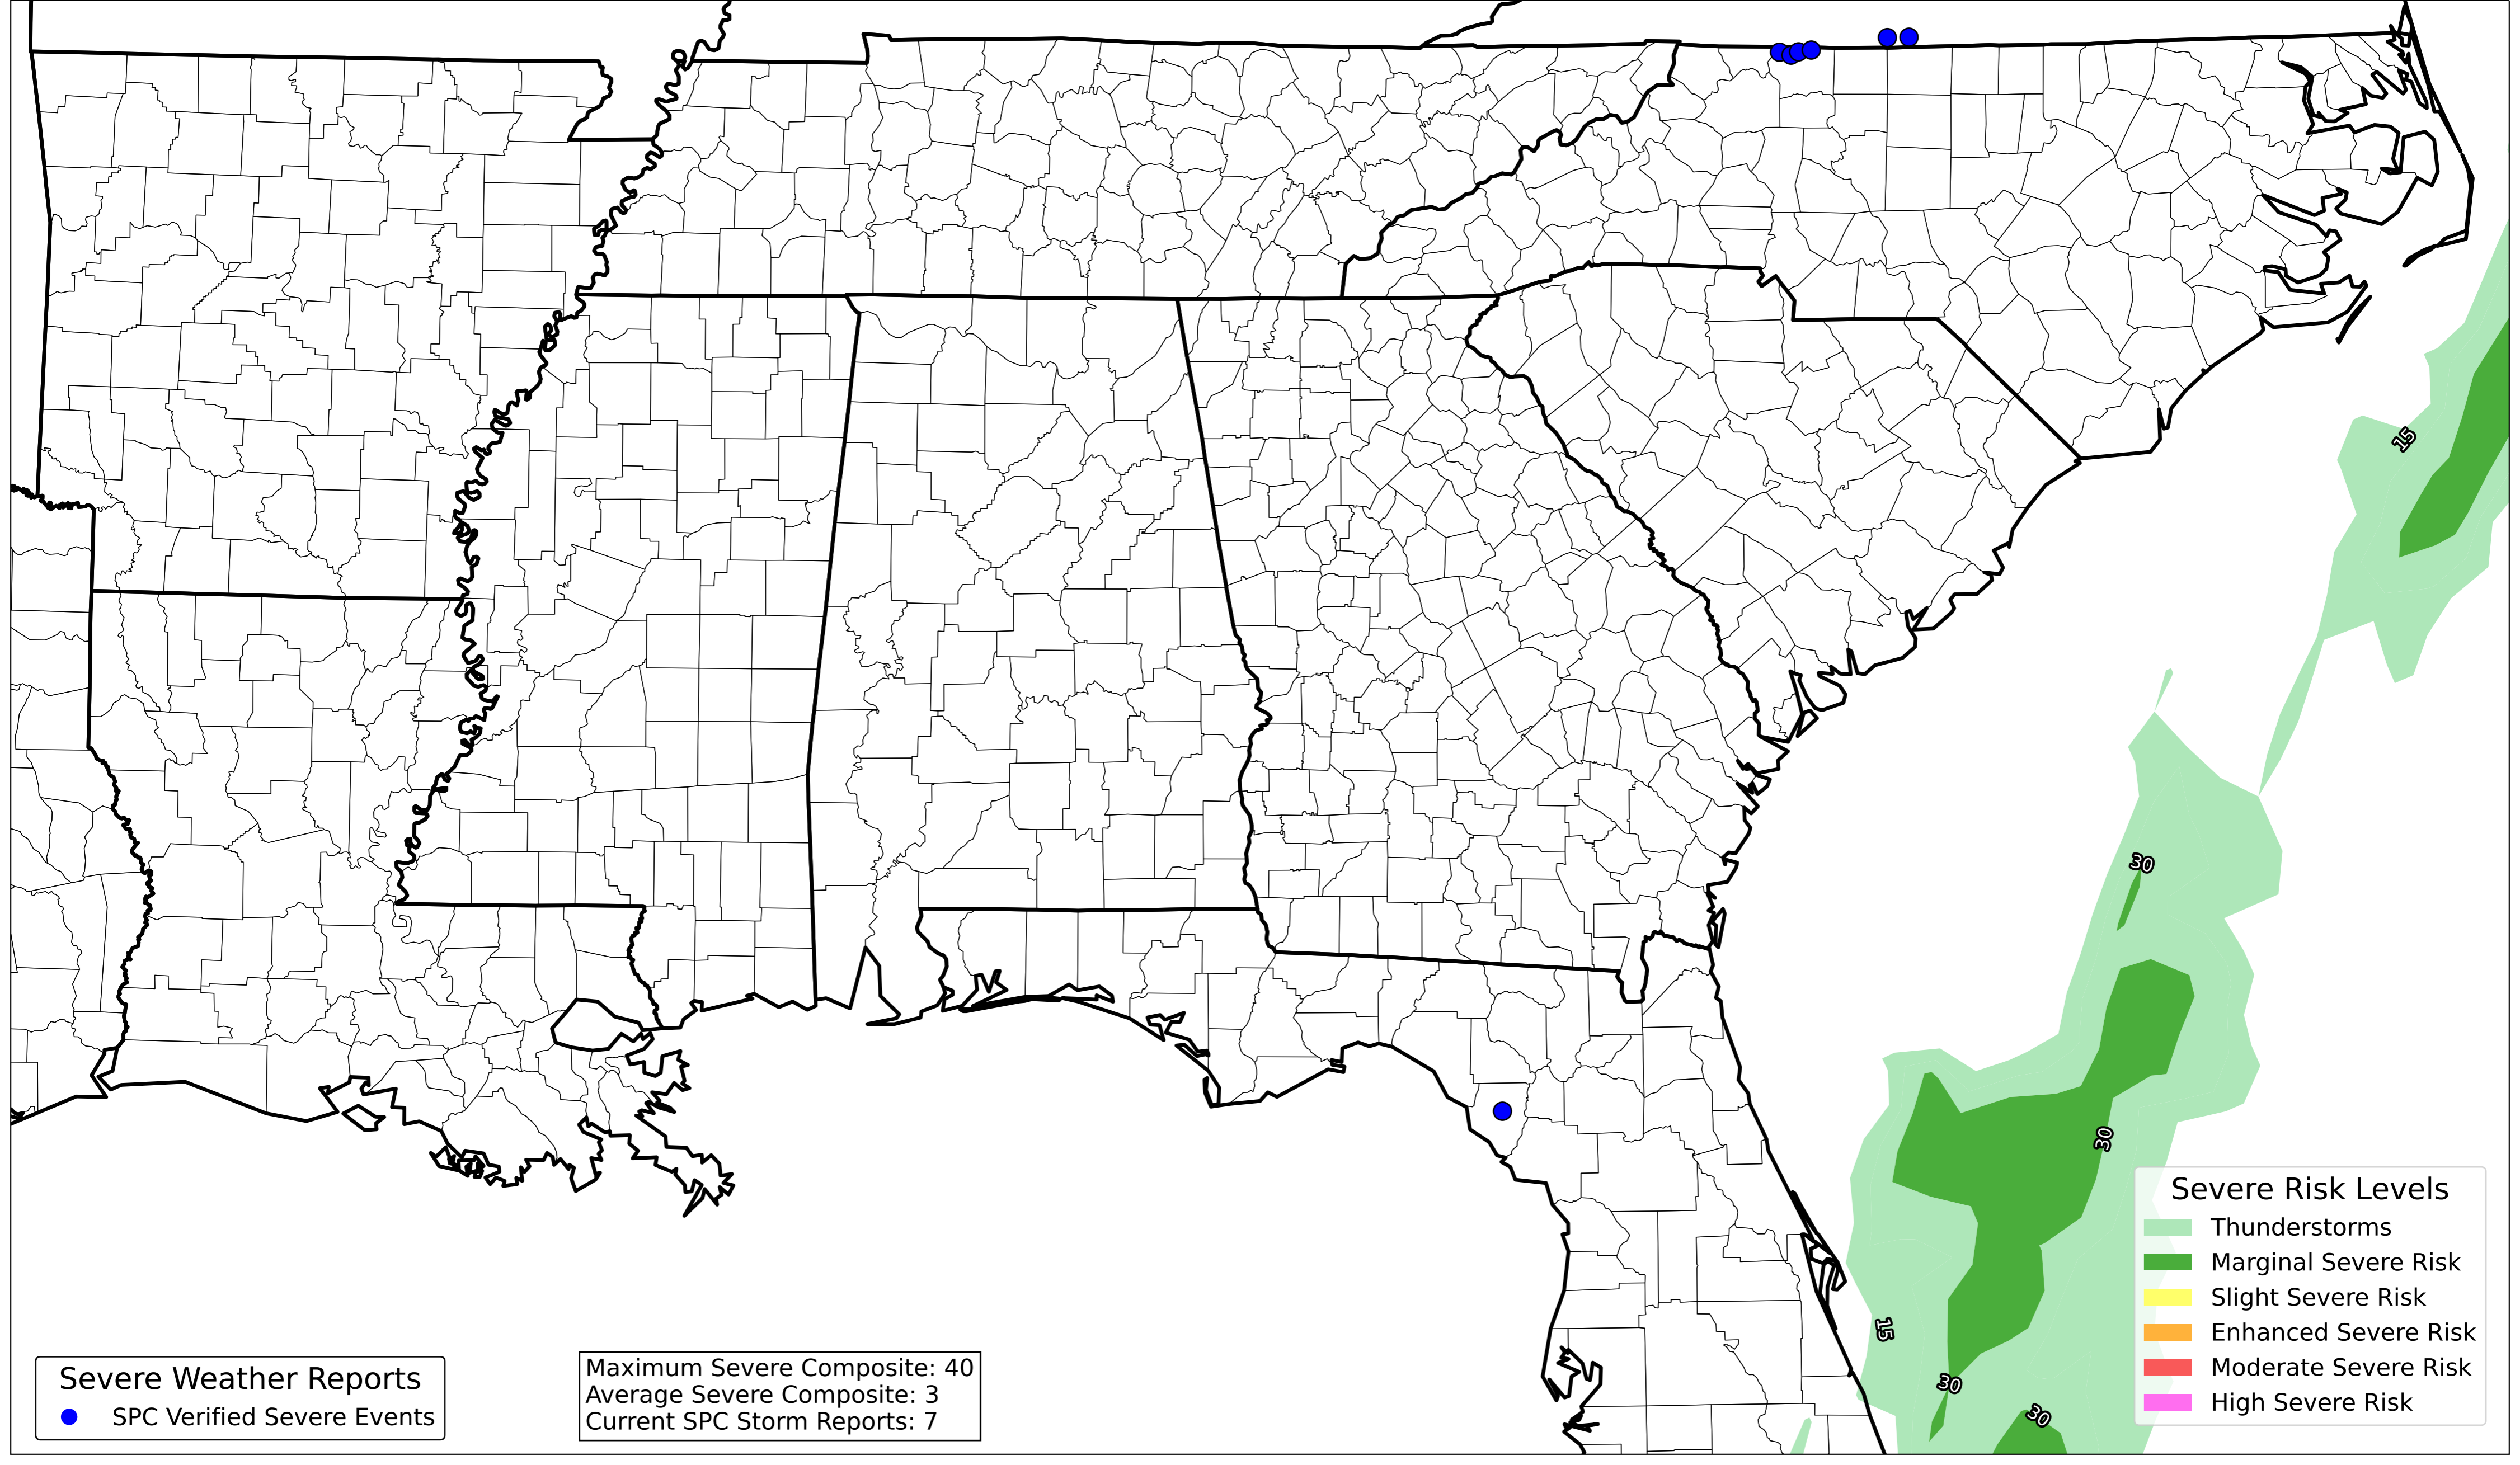 15
30
30
15
30
30
Severe Risk Levels
Thunderstorms
Marginal Severe Risk
Slight Severe Risk
Enhanced Severe Risk
Moderate Severe Risk
High Severe Risk
Severe Weather Reports
SPC Verified Severe Events
Maximum Severe Composite: 40
Average Severe Composite: 3
Current SPC Storm Reports: 7